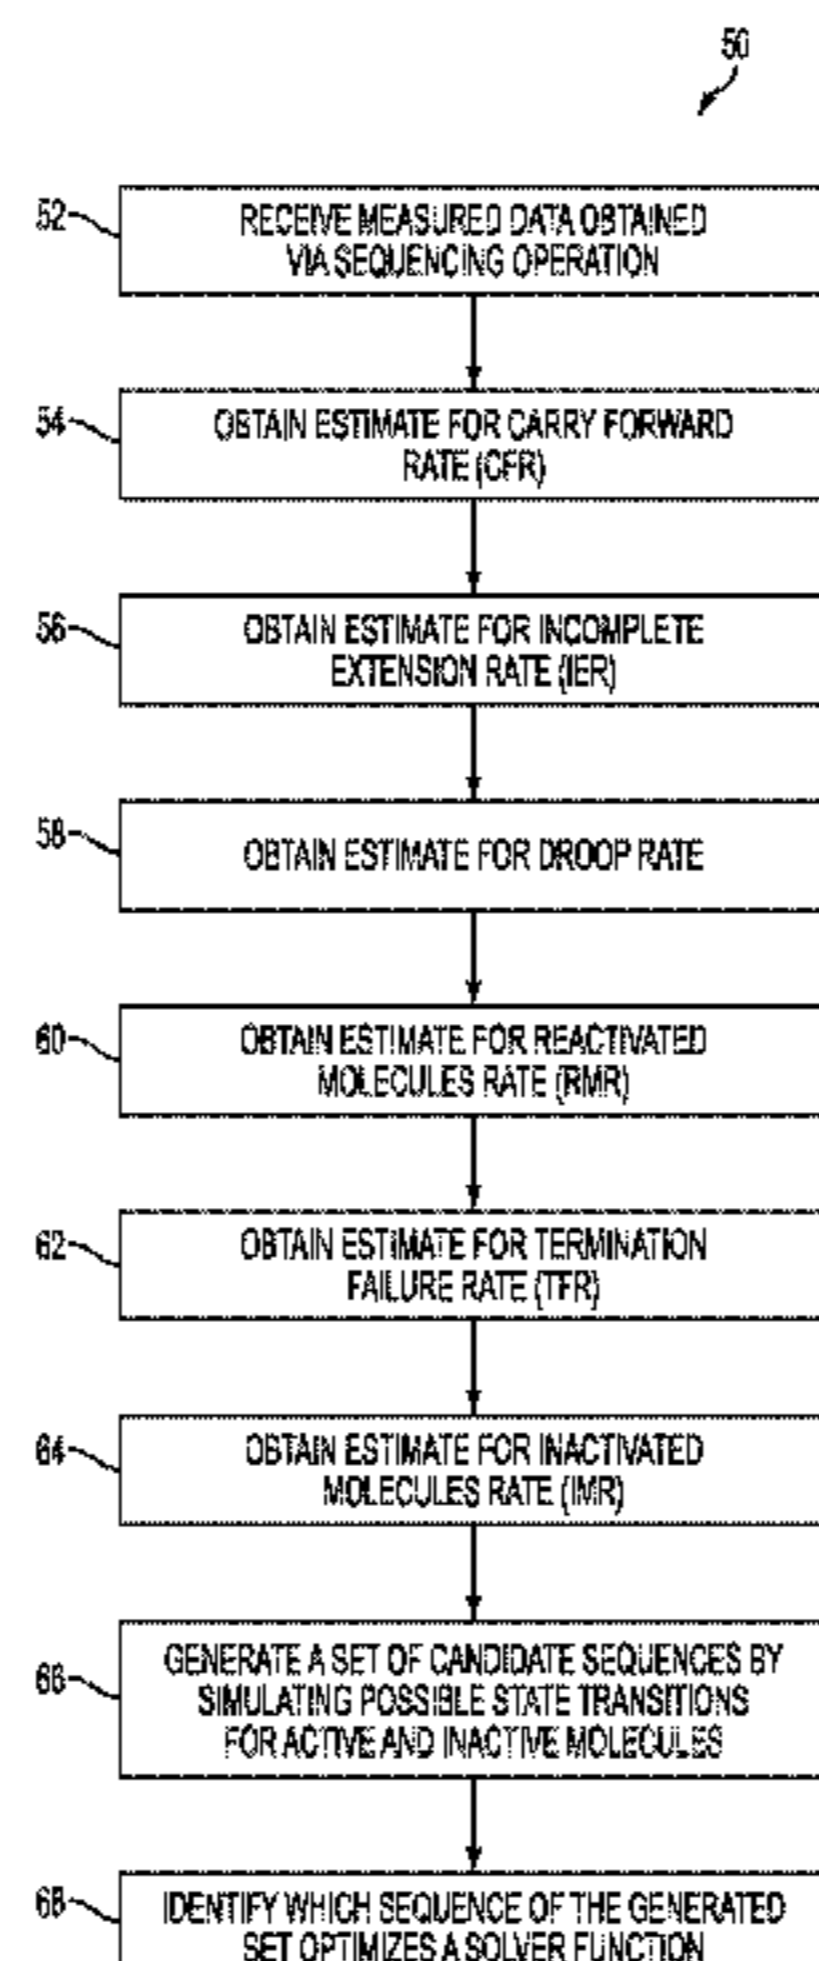 50
52
RECEIVE MEASURED DATA OBTAINED
VIA SEQUENCING OPERATION
54
OBTAIN ESTIMATE FOR CARRY FORWARD
RATE (CFR)
56
OBTAIN ESTIMATE FOR INCOMPLETE
EXTENSION RATE (IER)
58
OBTAIN ESTIMATE FOR DROOP RATE
60
OBTAIN ESTIMATE FOR REACTIVATED
MOLECULES RATE (RMR)
62
OBTAIN ESTIMATE FOR TERMINATION
FAILURE RATE (TFR)
64
OBTAIN ESTIMATE FOR INACTIVATED
MOLECULES RATE (IMR)
66
GENERATE A SET OF CANDIDATE SEQUENCES BY
SIMULATING POSSIBLE STATE TRANSITIONS
FOR ACTIVE AND INACTIVE MOLECULES
68
IDENTIFY WHICH SEQUENCE OF THE GENERATED
SET OPTIMIZES A SOLVER FUNCTION